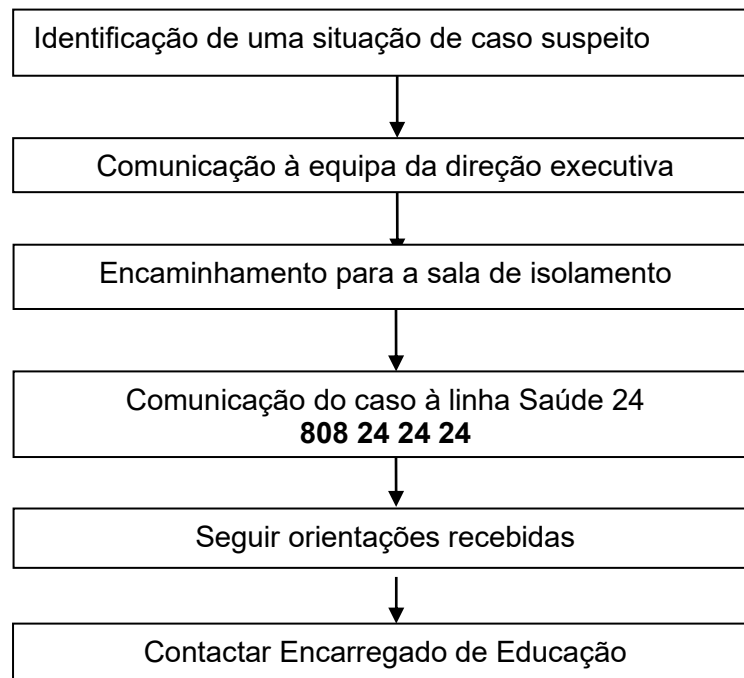 Identificação de uma situação de caso suspeito
Comunicação à equipa da direção executiva
Encaminhamento para a sala de isolamento
Comunicação do caso à linha Saúde 24
808 24 24 24
Seguir orientações recebidas
Contactar Encarregado de Educação